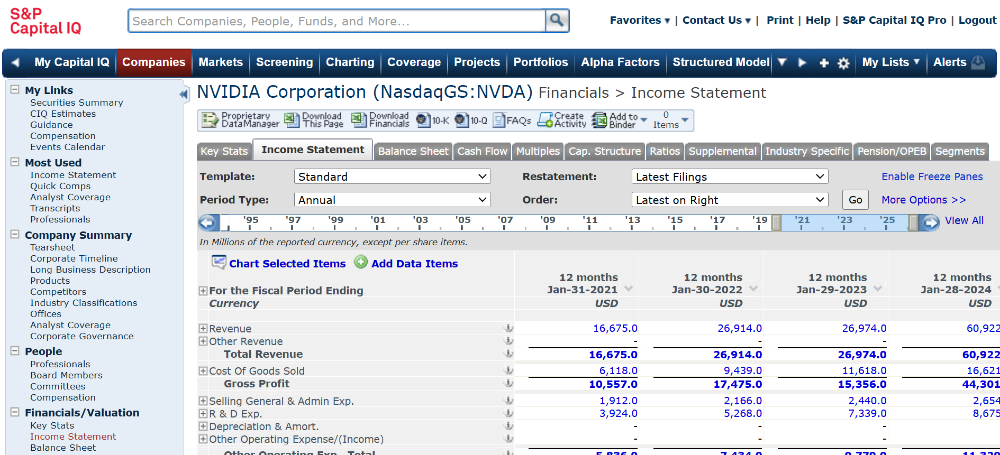 S&P
Capital IQ
Search Companies, People, Funds, and More...
Favorites | Contact Us | Print | Help | S&P Capital IQ Pro | Logout
My Capital IQ Companies Markets Screening Charting Coverage Projects Portfolios Alpha Factors Structured Model My Lists Alerts
My Links
Securities Summary
CIQ Estimates
Guidance
Compensation
Events Calendar
Most Used
Income Statement
Quick Comps
Analyst Coverage
Transcripts
Professionals
Company Summary
Tearsheet
Corporate Timeline
Long Business Description
Products
Competitors
Industry Classifications
Offices
Analyst Coverage
Corporate Governance
People
Professionals
Board Members
Committees
Compensation
Financials/Valuation
Key Stats
Income Statement
Balance Sheet
NVIDIA Corporation (NasdaqGS:NVDA) Financials > Income Statement
Proprietary Data Manager Download This Page Download Financials 10-K 10-Q FAQs Create Activity Add to Binder 0 Items
Key Stats Income Statement Balance Sheet Cash Flow Multiples Cap. Structure Ratios Supplemental Industry Specific Pension/OPEB Segments
Template: Standard Restatement: Latest Filings Enable Freeze Panes
Period Type: Annual Order: Latest on Right Go More Options >>
'95 '97 '99 '01 '03 '05 '07 '09 '11 '13 '15 '17 '19 '21 '23 '25 View All
In Millions of the reported currency, except per share items.
Chart Selected Items Add Data Items
12 months 12 months 12 months 12 months
For the Fiscal Period Ending Jan-31-2021 Jan-30-2022 Jan-29-2023 Jan-28-2024
Currency USD USD USD USD
Revenue 16,675.0 26,914.0 26,974.0 60,922
Other Revenue - - -
Total Revenue 16,675.0 26,914.0 26,974.0 60,922
Cost Of Goods Sold 6,118.0 9,439.0 11,618.0 16,621
Gross Profit 10,557.0 17,475.0 15,356.0 44,301
Selling General & Admin Exp. 1,912.0 2,166.0 2,440.0 2,654
R & D Exp. 3,924.0 5,268.0 7,339.0 8,675
Depreciation & Amort. - - -
Other Operating Expense/(Income) - - -
Other Operating Exp., Total 5,836.0 7,434.0 9,779.0 11,329